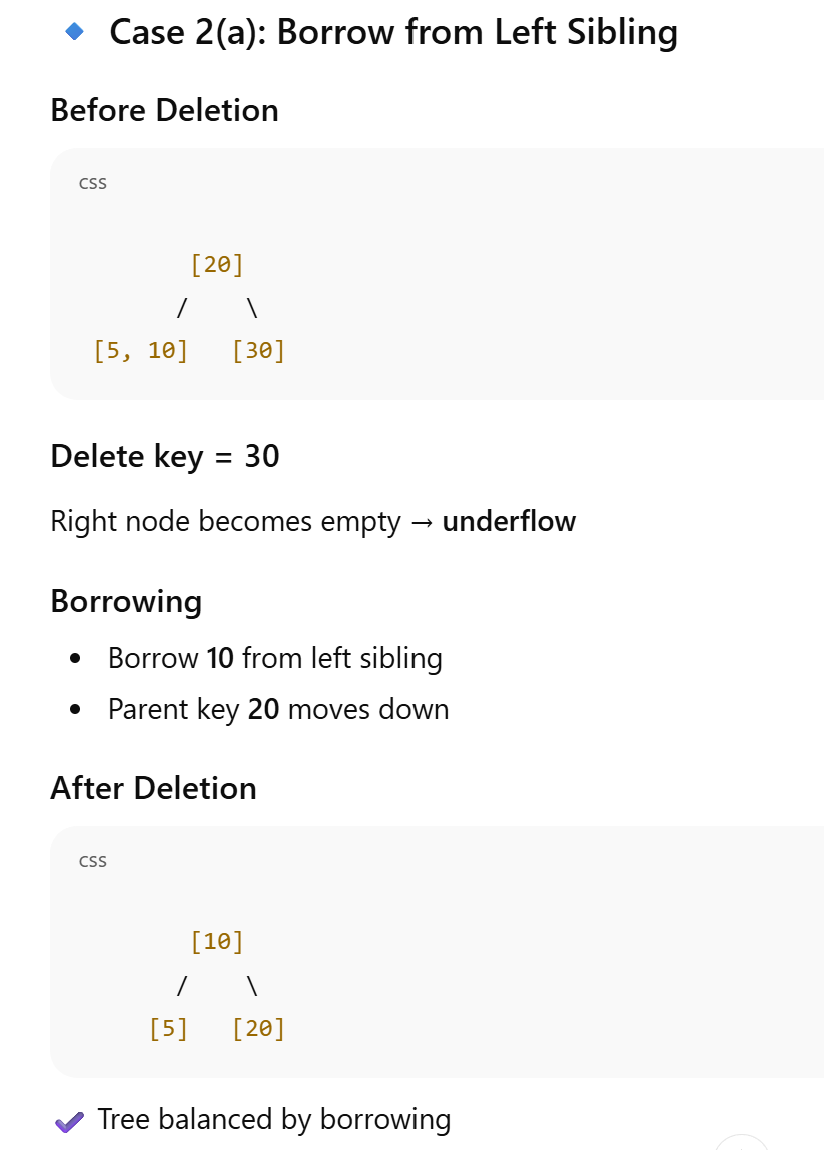 Case 2(a): Borrow from Left Sibling
Before Deletion
css
[20]
/ \
[5, 10] [30]
Delete key = 30
Right node becomes empty → underflow
Borrowing
• Borrow 10 from left sibling
• Parent key 20 moves down
After Deletion
css
[10]
/ \
[5] [20]
✔ Tree balanced by borrowing